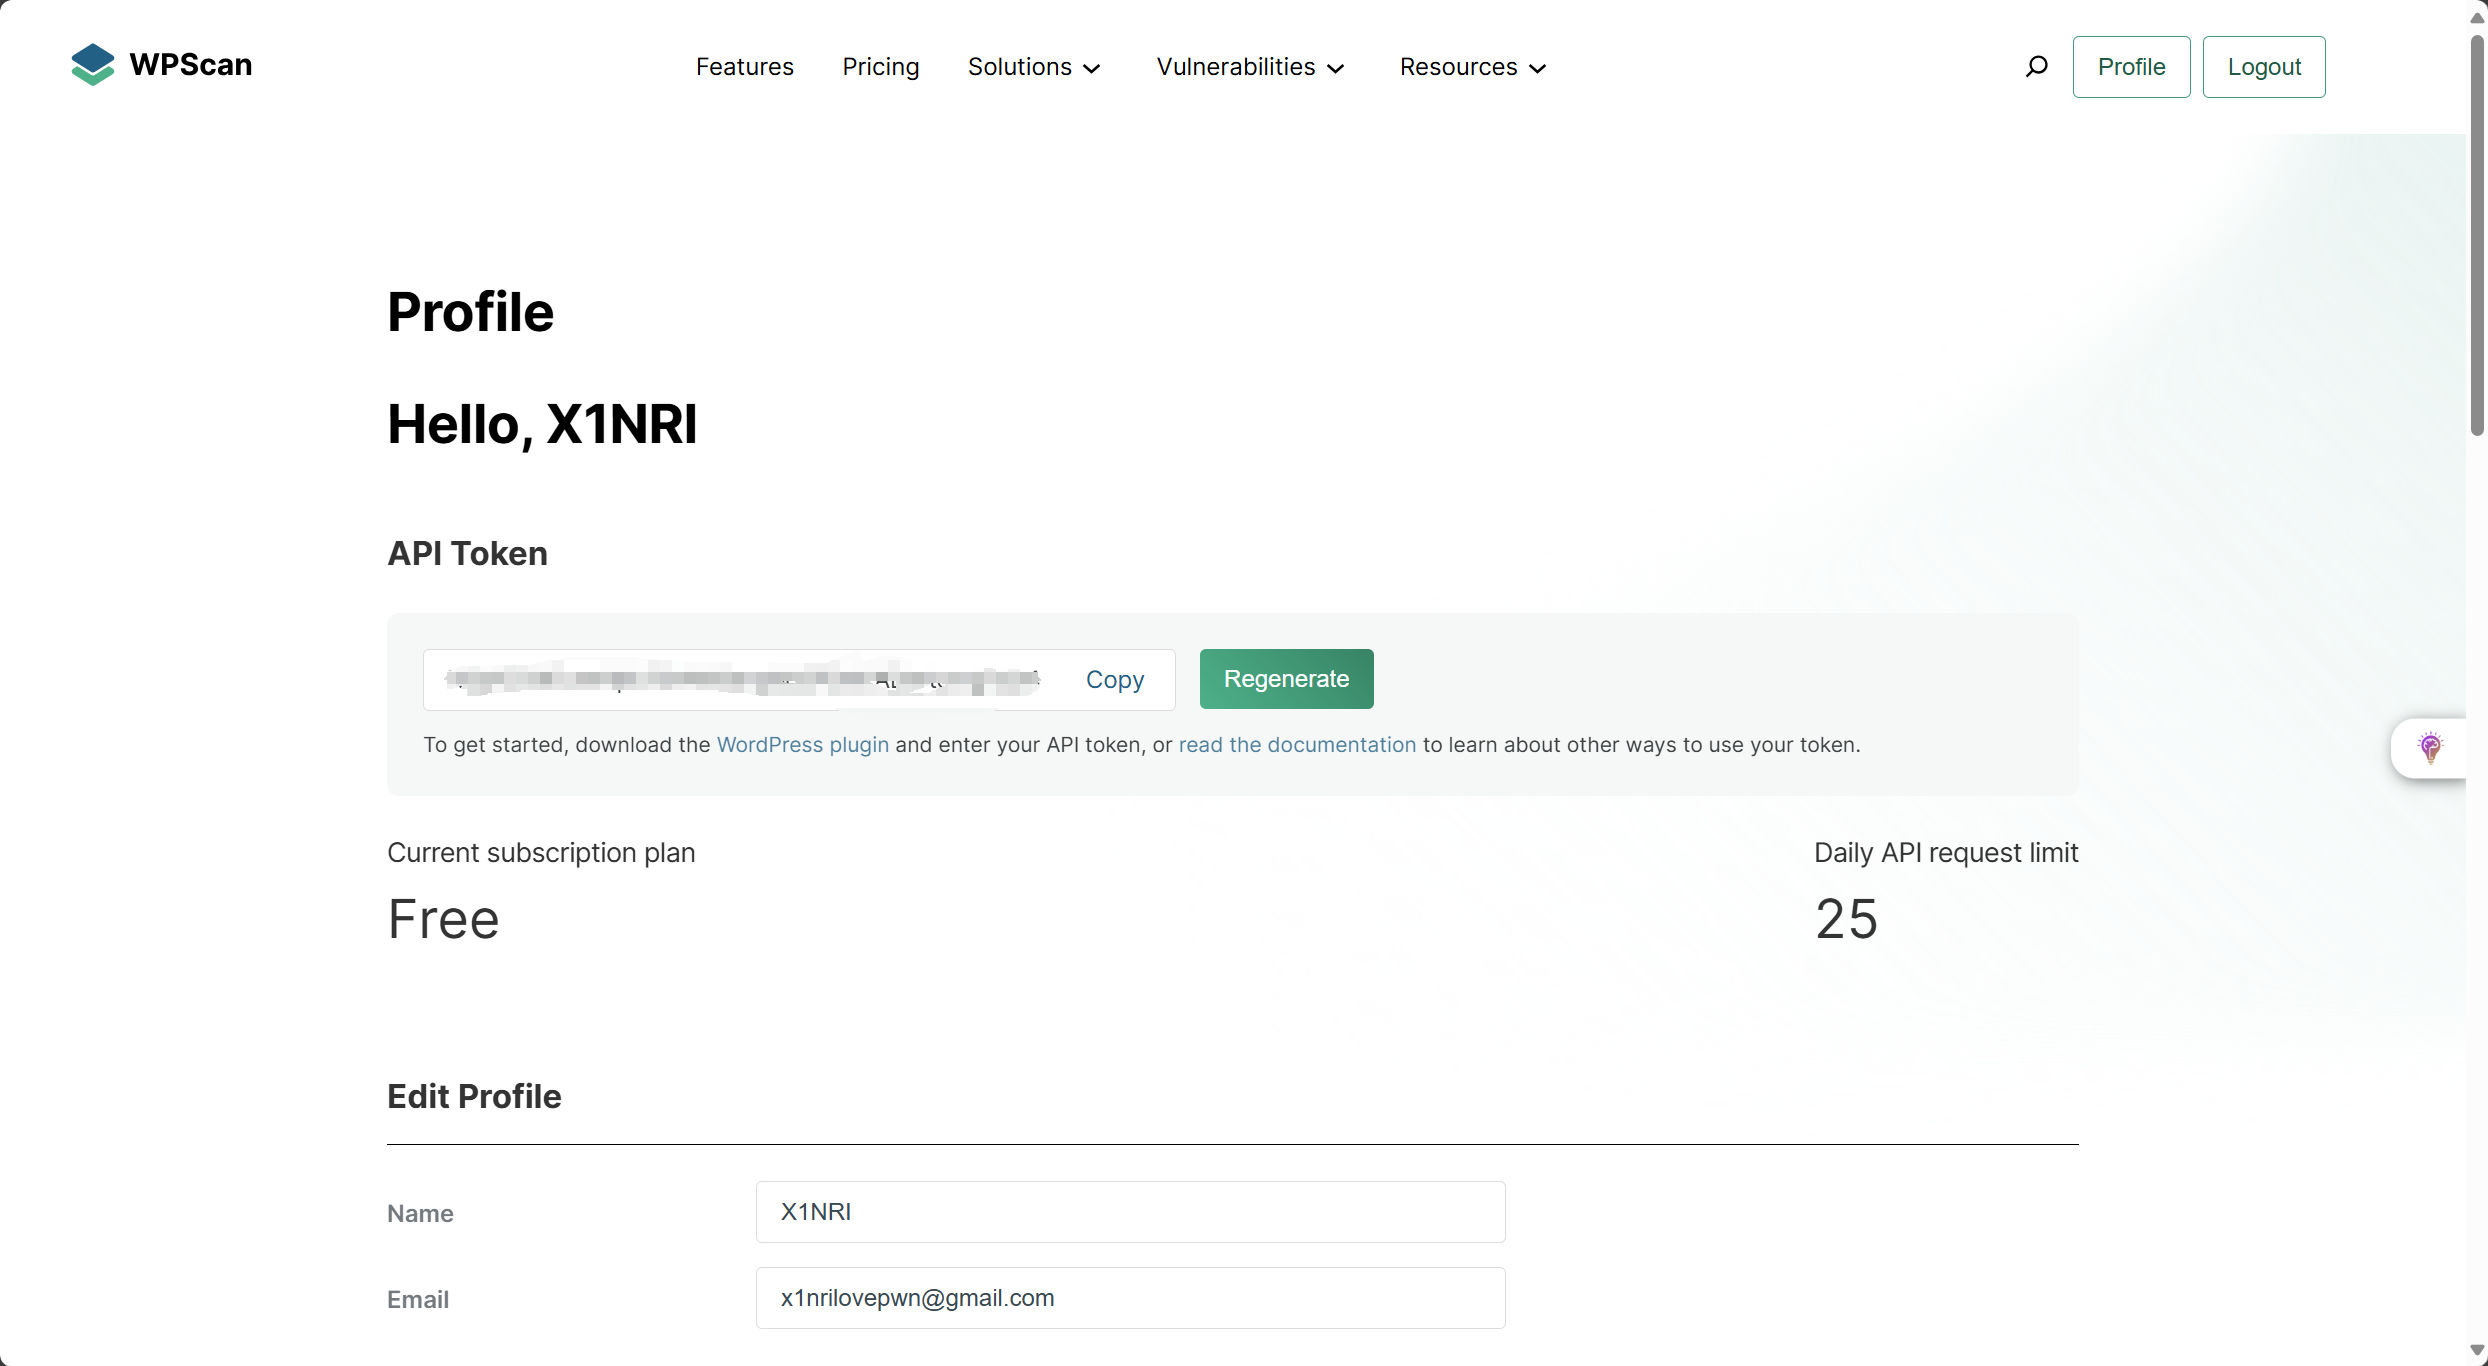 WPScan
Features Pricing Solutions Vulnerabilities Resources Profile Logout
Profile
Hello, X1NRI
API Token
Copy Regenerate
To get started, download the WordPress plugin and enter your API token, or read the documentation to learn about other ways to use your token.
Current subscription plan Daily API request limit
Free 25
Edit Profile
Name X1NRI
Email x1nrilovepwn@gmail.com